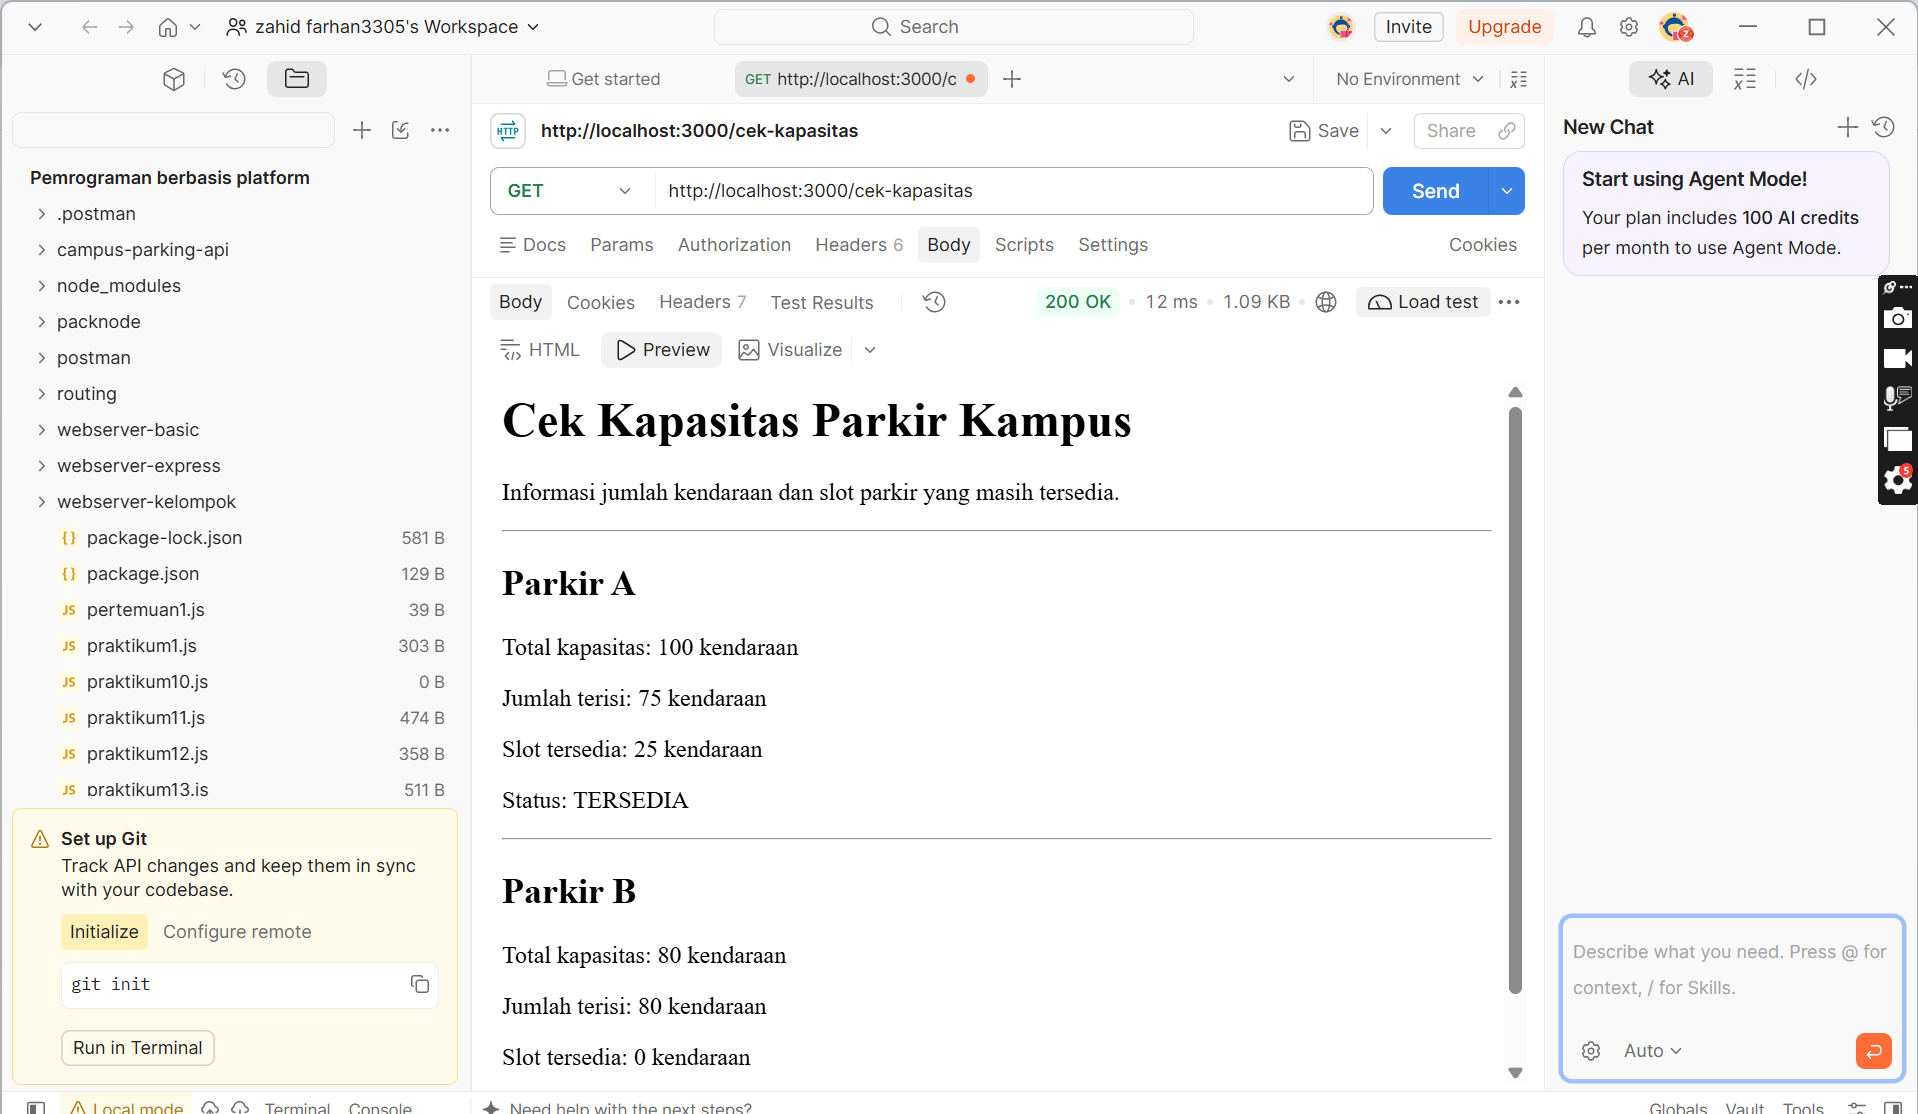 zahid farhan3305's Workspace
Search
Invite
Upgrade
Z
Get started
GET http://localhost:3000/c
No Environment
AI
HTTP
http://localhost:3000/cek-kapasitas
Save
Share
New Chat
Start using Agent Mode!
Your plan includes 100 AI credits
per month to use Agent Mode.
Pemrograman berbasis platform
.postman
campus-parking-api
node_modules
packnode
postman
routing
webserver-basic
webserver-express
webserver-kelompok
{} package-lock.json 581 B
{} package.json 129 B
JS pertemuan1.js 39 B
JS praktikum1.js 303 B
JS praktikum10.js 0 B
JS praktikum11.js 474 B
JS praktikum12.js 358 B
JS praktikum13.js 511 B
Set up Git
Track API changes and keep them in sync
with your codebase.
Initialize Configure remote
git init
Run in Terminal
GET http://localhost:3000/cek-kapasitas Send
Docs Params Authorization Headers 6 Body Scripts Settings Cookies
Body Cookies Headers 7 Test Results 200 OK • 12 ms • 1.09 KB • Load test
HTML Preview Visualize
Cek Kapasitas Parkir Kampus
Informasi jumlah kendaraan dan slot parkir yang masih tersedia.
Parkir A
Total kapasitas: 100 kendaraan
Jumlah terisi: 75 kendaraan
Slot tersedia: 25 kendaraan
Status: TERSEDIA
Parkir B
Total kapasitas: 80 kendaraan
Jumlah terisi: 80 kendaraan
Slot tersedia: 0 kendaraan
5
Describe what you need. Press @ for
context, / for Skills.
Auto
Local mode Terminal Console Need help with the next steps? Globals Vault Tools